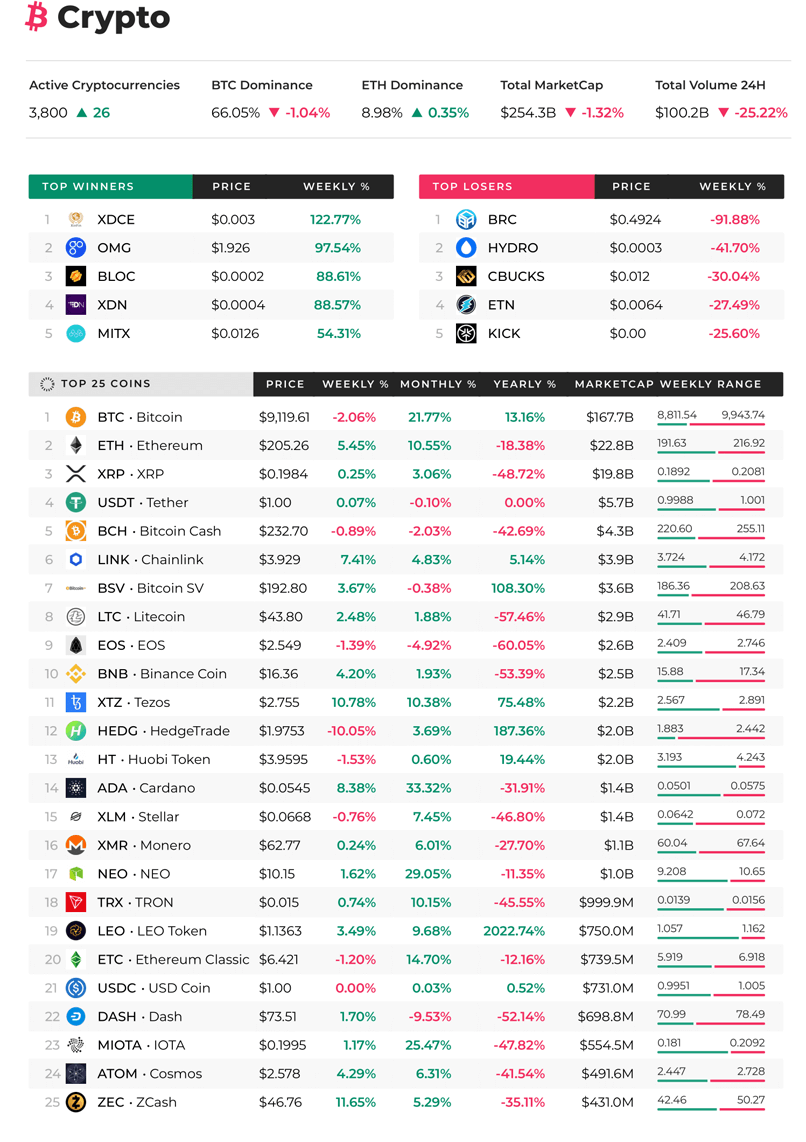 Crypto
Active Cryptocurrencies BTC Dominance ETH Dominance Total MarketCap Total Volume 24H
3,800 ▲ 26 66.05% ▼ -1.04% 8.98% ▲ 0.35% $254.3B ▼ -1.32% $100.2B ▼ -25.22%
TOP WINNERS PRICE WEEKLY %
1 XDCE $0.003 122.77%
2 OMG $1.926 97.54%
3 BLOC $0.0002 88.61%
4 XDN $0.0004 88.57%
5 MITX $0.0126 54.31%
TOP LOSERS PRICE WEEKLY %
1 BRC $0.4924 -91.88%
2 HYDRO $0.0003 -41.70%
3 CBUCKS $0.012 -30.04%
4 ETN $0.0064 -27.49%
5 KICK $0.00 -25.60%
TOP 25 COINS PRICE WEEKLY % MONTHLY % YEARLY % MARKETCAP WEEKLY RANGE
1 BTC · Bitcoin $9,119.61 -2.06% 21.77% 13.16% $167.7B 8,811.54 9,943.74
2 ETH · Ethereum $205.26 5.45% 10.55% -18.38% $22.8B 191.63 216.92
3 XRP · XRP $0.1984 0.25% 3.06% -48.72% $19.8B 0.1892 0.2081
4 USDT · Tether $1.00 0.07% -0.10% 0.00% $5.7B 0.9988 1.001
5 BCH · Bitcoin Cash $232.70 -0.89% -2.03% -42.69% $4.3B 220.60 255.11
6 LINK · Chainlink $3.929 7.41% 4.83% 5.14% $3.9B 3.724 4.172
7 BSV · Bitcoin SV $192.80 3.67% -0.38% 108.30% $3.6B 186.36 208.63
8 LTC · Litecoin $43.80 2.48% 1.88% -57.46% $2.9B 41.71 46.79
9 EOS · EOS $2.549 -1.39% -4.92% -60.05% $2.6B 2.409 2.746
10 BNB · Binance Coin $16.36 4.20% 1.93% -53.39% $2.5B 15.88 17.34
11 XTZ · Tezos $2.755 10.78% 10.38% 75.48% $2.2B 2.567 2.891
12 HEDG · HedgeTrade $1.9753 -10.05% 3.69% 187.36% $2.0B 1.883 2.442
13 Huobi HT · Huobi Token $3.9595 -1.53% 0.60% 19.44% $2.0B 3.193 4.243
14 ADA · Cardano $0.0545 8.38% 33.32% -31.91% $1.4B 0.0501 0.0575
15 XLM · Stellar $0.0668 -0.76% 7.45% -46.80% $1.4B 0.0642 0.072
16 XMR · Monero $62.77 0.24% 6.01% -27.70% $1.1B 60.04 67.64
17 NEO · NEO $10.15 1.62% 29.05% -11.35% $1.0B 9.208 10.65
18 TRX · TRON $0.015 0.74% 10.15% -45.55% $999.9M 0.0139 0.0156
19 LEO · LEO Token $1.1363 3.49% 9.68% 2022.74% $750.0M 1.057 1.162
20 ETC · Ethereum Classic $6.421 -1.20% 14.70% -12.16% $739.5M 5.919 6.918
21 USDC · USD Coin $1.00 0.00% 0.03% 0.52% $731.0M 0.9951 1.005
22 DASH · Dash $73.51 1.70% -9.53% -52.14% $698.8M 70.99 78.49
23 MIOTA · IOTA $0.1995 1.17% 25.47% -47.82% $554.5M 0.181 0.2092
24 ATOM · Cosmos $2.578 4.29% 6.31% -41.54% $491.6M 2.447 2.728
25 ZEC · ZCash $46.76 11.65% 5.29% -35.11% $431.0M 42.46 50.27